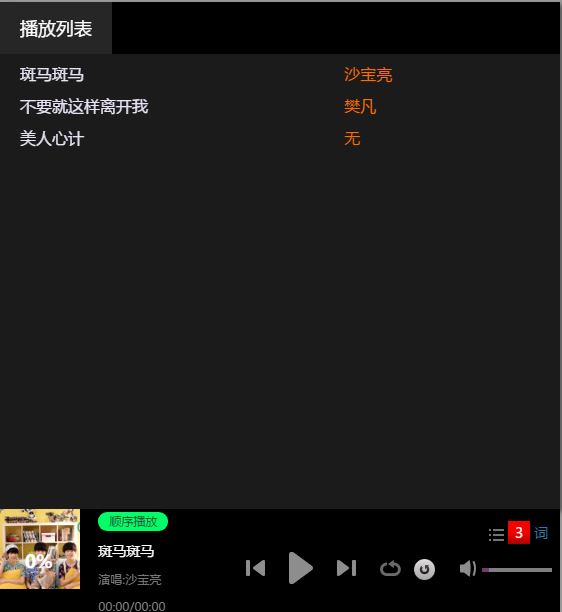 播放列表
斑马斑马 沙宝亮
不要就这样离开我 樊凡
美人心计 无
顺序播放
3 词
斑马斑马
0%
演唱:沙宝亮
00:00/00:00